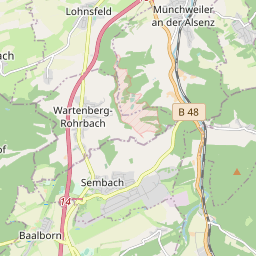 Lohnsfeld
Münchweiler
an der Alsenz
bach
B 48
Wartenberg-
Rohrbach
of
Sembach
14
Baalborn